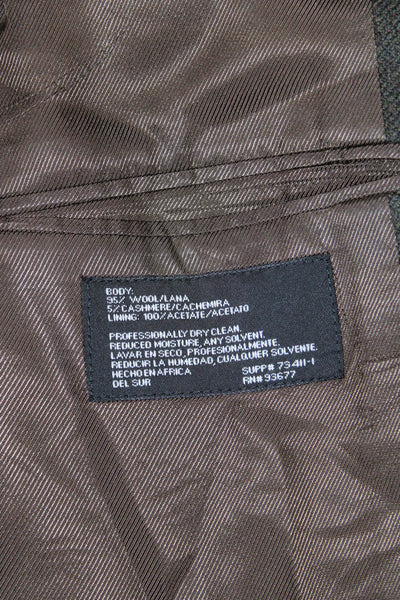 BODY:
95% WOOL/LANA
5% CASHMERE/CACHEMIRA
LINING: 100% ACETATE/ACETATO
PROFESSIONALLY DRY CLEAN.
REDUCED MOISTURE, ANY SOLVENT.
LAVAR EN SECO, PROFESIONALMENTE.
REDUCIR LA HUMEDAD, CUALQUIER SOLVENTE.
HECHO EN AFRICA SUPP# 73411-1
DEL SUR RN# 93677